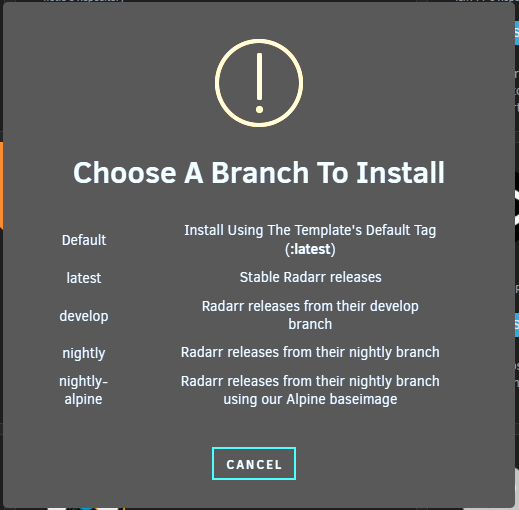 Choose A Branch To Install
Default
Install Using The Template's Default Tag
(:latest)
latest
Stable Radarr releases
develop
Radarr releases from their develop
branch
nightly
Radarr releases from their nightly branch
nightly-
alpine
Radarr releases from their nightly branch
using our Alpine baseimage
CANCEL